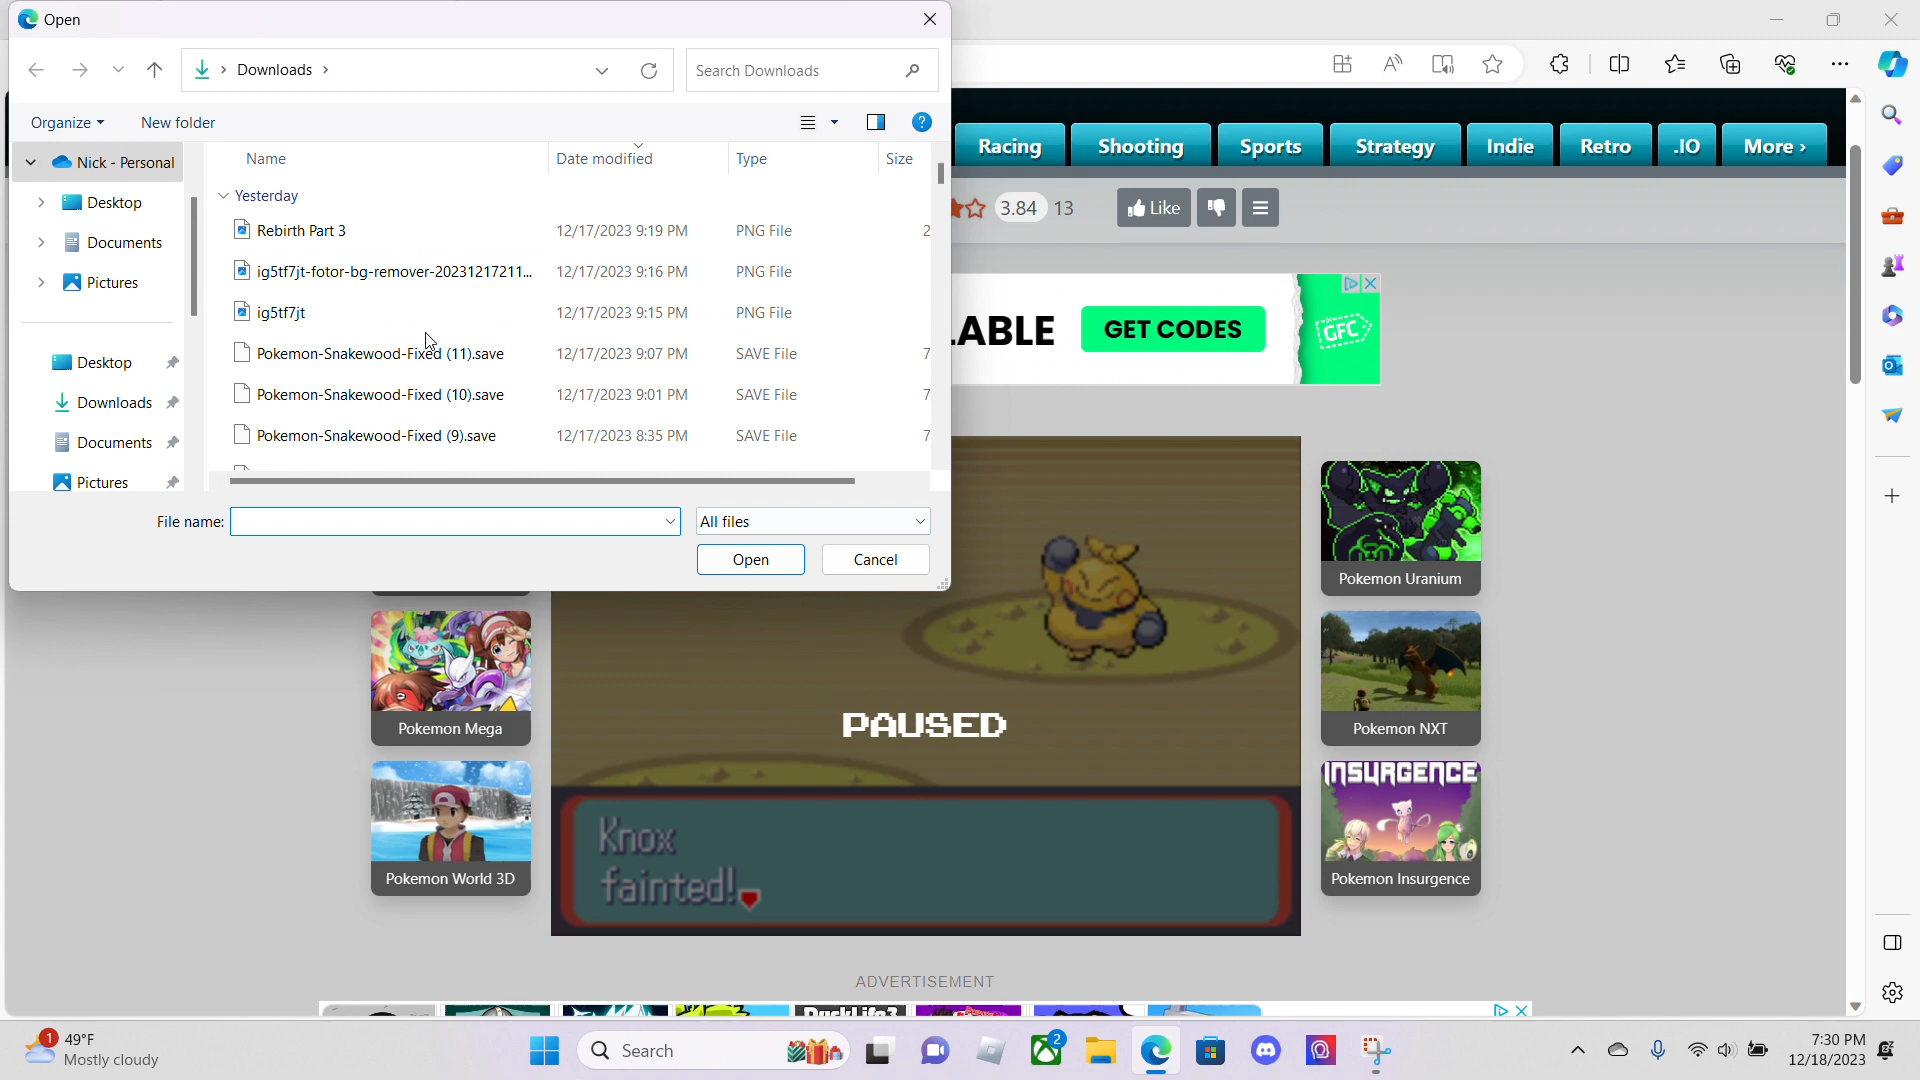 Open
Downloads
Search Downloads
Organize
New folder
Nick - Personal
Desktop
Documents
Pictures
Desktop
Downloads
Documents
Pictures
Name Date modified Type Size
Yesterday
Rebirth Part 3 12/17/2023 9:19 PM PNG File 2
ig5tf7jt-fotor-bg-remover-20231217211... 12/17/2023 9:16 PM PNG File
ig5tf7jt 12/17/2023 9:15 PM PNG File
Pokemon-Snakewood-Fixed (11).save 12/17/2023 9:07 PM SAVE File 7
Pokemon-Snakewood-Fixed (10).save 12/17/2023 9:01 PM SAVE File 7
Pokemon-Snakewood-Fixed (9).save 12/17/2023 8:35 PM SAVE File 7
File name:
All files
Open Cancel
Racing Shooting Sports Strategy Indie Retro .IO More ›
3.84 13 Like
LABLE GET CODES GFC
Pokemon Uranium
Pokemon Mega
Pokemon NXT
INSURGENCE
Pokemon World 3D
Pokemon Insurgence
PAUSED
Knox
fainted!
ADVERTISEMENT
1
49°F
Mostly cloudy
Search
2
7:30 PM
12/18/2023